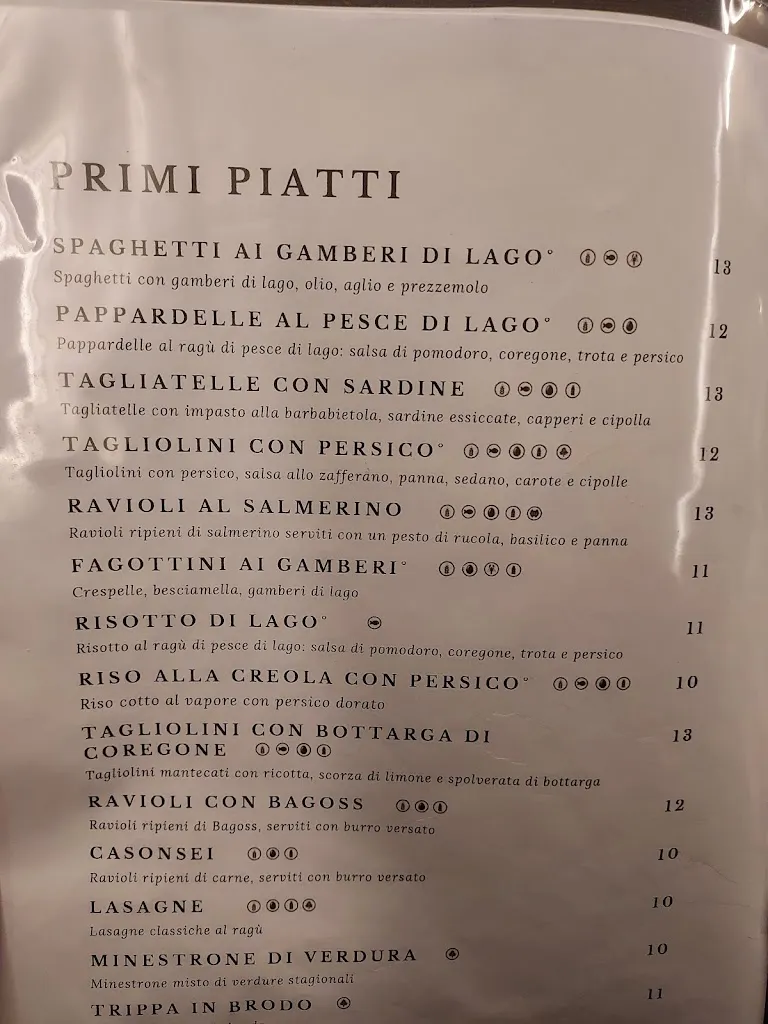 PRIMI PIATTI
SPAGHETTI AI GAMBERI DI LAGO° 13
Spaghetti con gamberi di lago, olio, aglio e prezzemolo
PAPPARDELLE AL PESCE DI LAGO° 12
Pappardelle al ragù di pesce di lago: salsa di pomodoro, coregone, trota e persico
TAGLIATELLE CON SARDINE 13
Tagliatelle con impasto alla barbabietola, sardine essiccate, capperi e cipolla
TAGLIOLINI CON PERSICO° 12
Tagliolini con persico, salsa allo zafferano, panna, sedano, carote e cipolle
RAVIOLI AL SALMERINO 13
Ravioli ripieni di salmerino serviti con un pesto di rucola, basilico e panna
FAGOTTINI AI GAMBERI° 11
Crespelle, besciamella, gamberi di lago
RISOTTO DI LAGO° 11
Risotto al ragù di pesce di lago: salsa di pomodoro, coregone, trota e persico
RISO ALLA CREOLA CON PERSICO° 10
Riso cotto al vapore con persico dorato
TAGLIOLINI CON BOTTARGA DI 13
COREGONE
Tagliolini mantecati con ricotta, scorza di limone e spolverata di bottarga
RAVIOLI CON BAGOSS 12
Ravioli ripieni di Bagoss, serviti con burro versato
CASONSEI 10
Ravioli ripieni di carne, serviti con burro versato
LASAGNE 10
Lasagne classiche al ragù
MINESTRONE DI VERDURA 10
Minestrone misto di verdure stagionali
TRIPPA IN BRODO 11